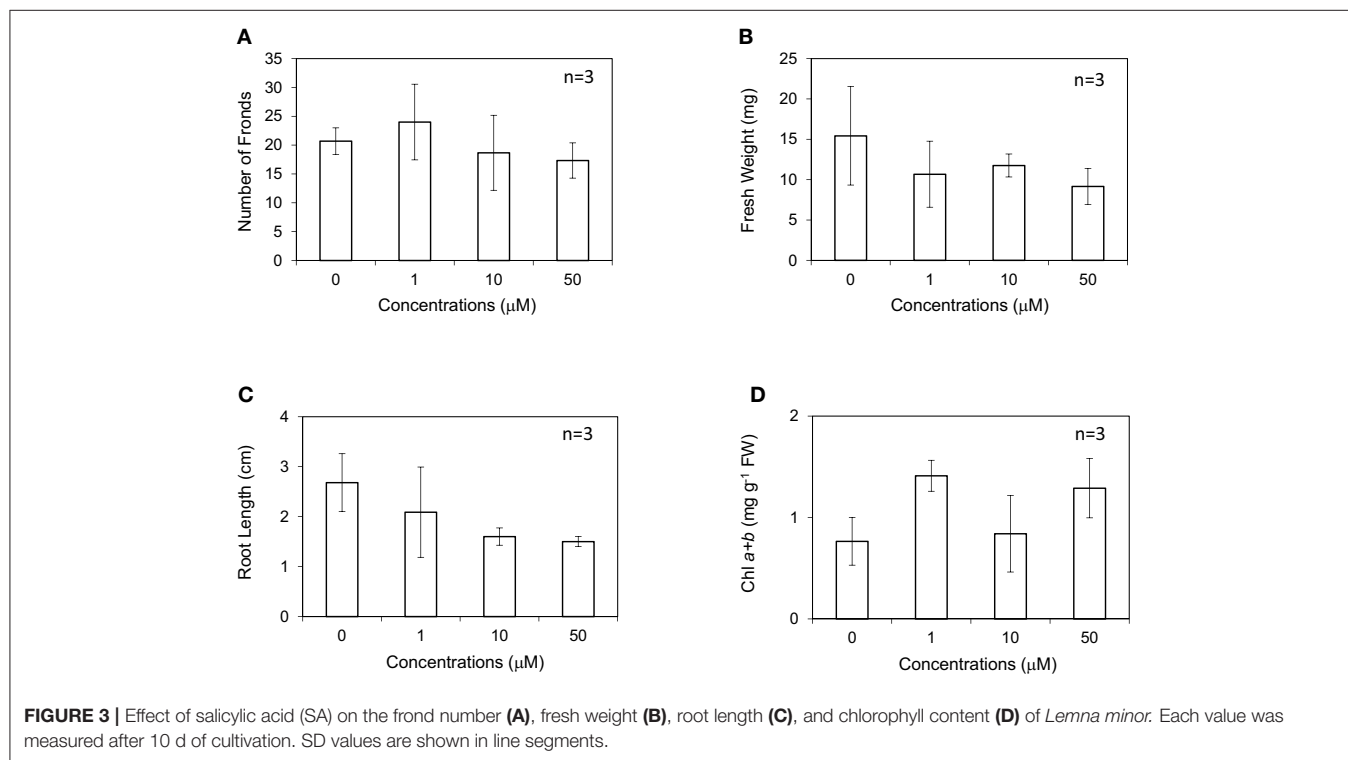 A
Number of Fronds
35
30
25
20
15
10
5
0
n=3
0 1 10 50
Concentrations (μM)
B
Fresh Weight (mg)
25
20
15
10
5
0
n=3
0 1 10 50
Concentrations (μM)
C
Root Length (cm)
4
3
2
1
0
n=3
0 1 10 50
Concentrations (μM)
D
Chl a+b (mg g⁻¹ FW)
2
1
0
n=3
0 1 10 50
Concentrations (μM)
FIGURE 3 | Effect of salicylic acid (SA) on the frond number (A), fresh weight (B), root length (C), and chlorophyll content (D) of Lemna minor. Each value was
measured after 10 d of cultivation. SD values are shown in line segments.